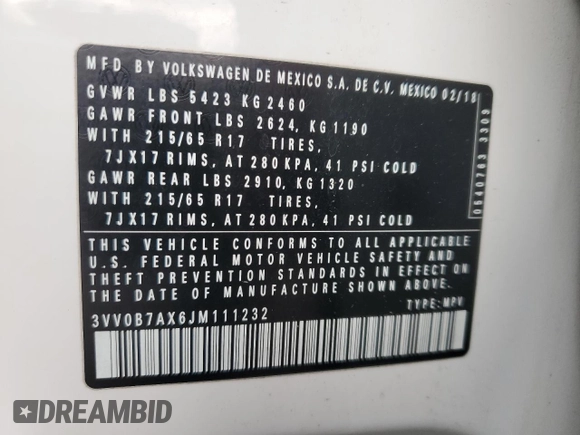 MFD BY VOLKSWAGEN DE MEXICO S.A. DE C.V. MEXICO 02/18
GVWR LBS 5423 KG 2460
GAWR FRONT LBS 2624, KG 1190
WITH 215/65 R17 TIRES,
7JX17 RIMS, AT 280 KPA, 41 PSI COLD
GAWR REAR LBS 2910, KG 1320
WITH 215/65 R17 TIRES,
7JX17 RIMS, AT 280 KPA, 41 PSI COLD
THIS VEHICLE CONFORMS TO ALL APPLICABLE
U.S. FEDERAL MOTOR VEHICLE SAFETY AND
THEFT PREVENTION STANDARDS IN EFFECT ON
THE DATE OF MANUFACTURE SHOWN ABOVE
3VV0B7AX6JM111232 TYPE: MPV
0540763 3309
DREAMBID